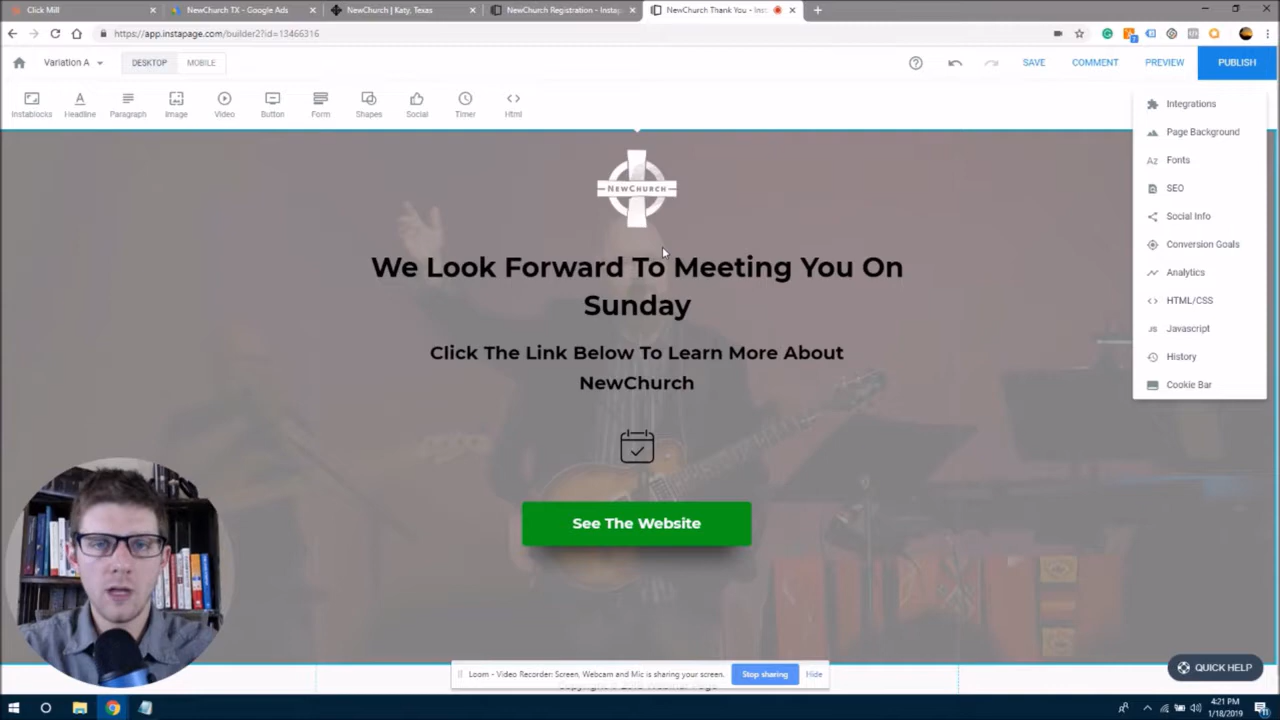 Click Mill
NewChurch TX - Google Ads
NewChurch | Katy, Texas
NewChurch Registration - Instap
NewChurch Thank You - Inst
https://app.instapage.com/builder2?id=13466316
Variation A
DESKTOP
MOBILE
SAVE
COMMENT
PREVIEW
PUBLISH
Instablocks
Headline
Paragraph
Image
Video
Button
Form
Shapes
Social
Timer
Html
Integrations
Page Background
Fonts
SEO
Social Info
Conversion Goals
Analytics
HTML/CSS
JS Javascript
History
Cookie Bar
NEWCHURCH
We Look Forward To Meeting You On
Sunday
Click The Link Below To Learn More About
NewChurch
See The Website
QUICK HELP
Loom - Video Recorder: Screen, Webcam and Mic is sharing your screen.
Stop sharing
Hide
4:21 PM
1/18/2019